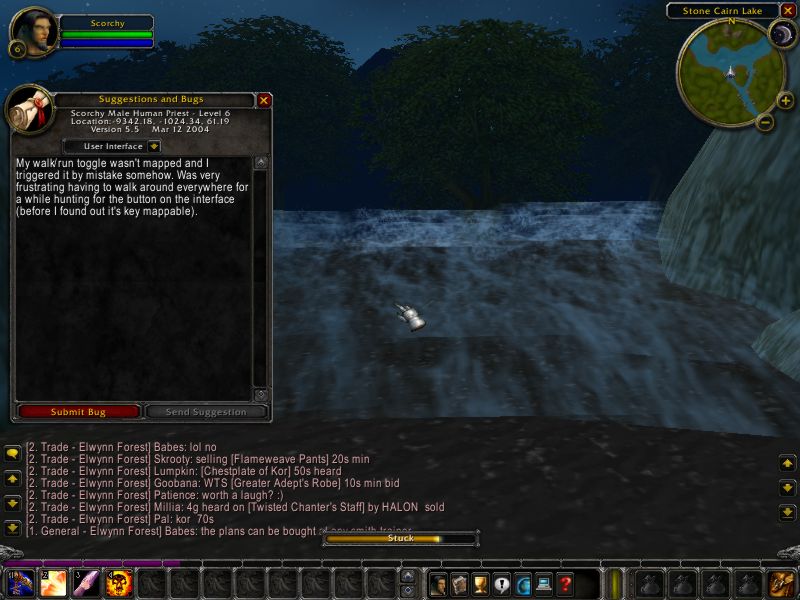 Scorchy
6
Stone Cairn Lake
N
Suggestions and Bugs
Scorchy Male Human Priest - Level 6
Location:-9342.18, -1024.34, 61.19
Version 5.5 Mar 12 2004
User Interface
My walk/run toggle wasn't mapped and I
triggered it by mistake somehow. Was very
frustrating having to walk around everywhere for
a while hunting for the button on the interface
(before I found out it's key mappable).
Submit Bug
Send Suggestion
[2. Trade - Elwynn Forest] Babes: lol no
[2. Trade - Elwynn Forest] Skrooty: selling [Flameweave Pants] 20s min
[2. Trade - Elwynn Forest] Lumpkin: [Chestplate of Kor] 50s heard
[2. Trade - Elwynn Forest] Goobana: WTS [Greater Adept's Robe] 10s min bid
[2. Trade - Elwynn Forest] Patience: worth a laugh? :)
[2. Trade - Elwynn Forest] Millia: 4g heard on [Twisted Chanter's Staff] by HALON sold
[2. Trade - Elwynn Forest] Pal: kor 70s
[1. General - Elwynn Forest] Babes: the plans can be bought smith trainer
Stuck
1
2
3
4